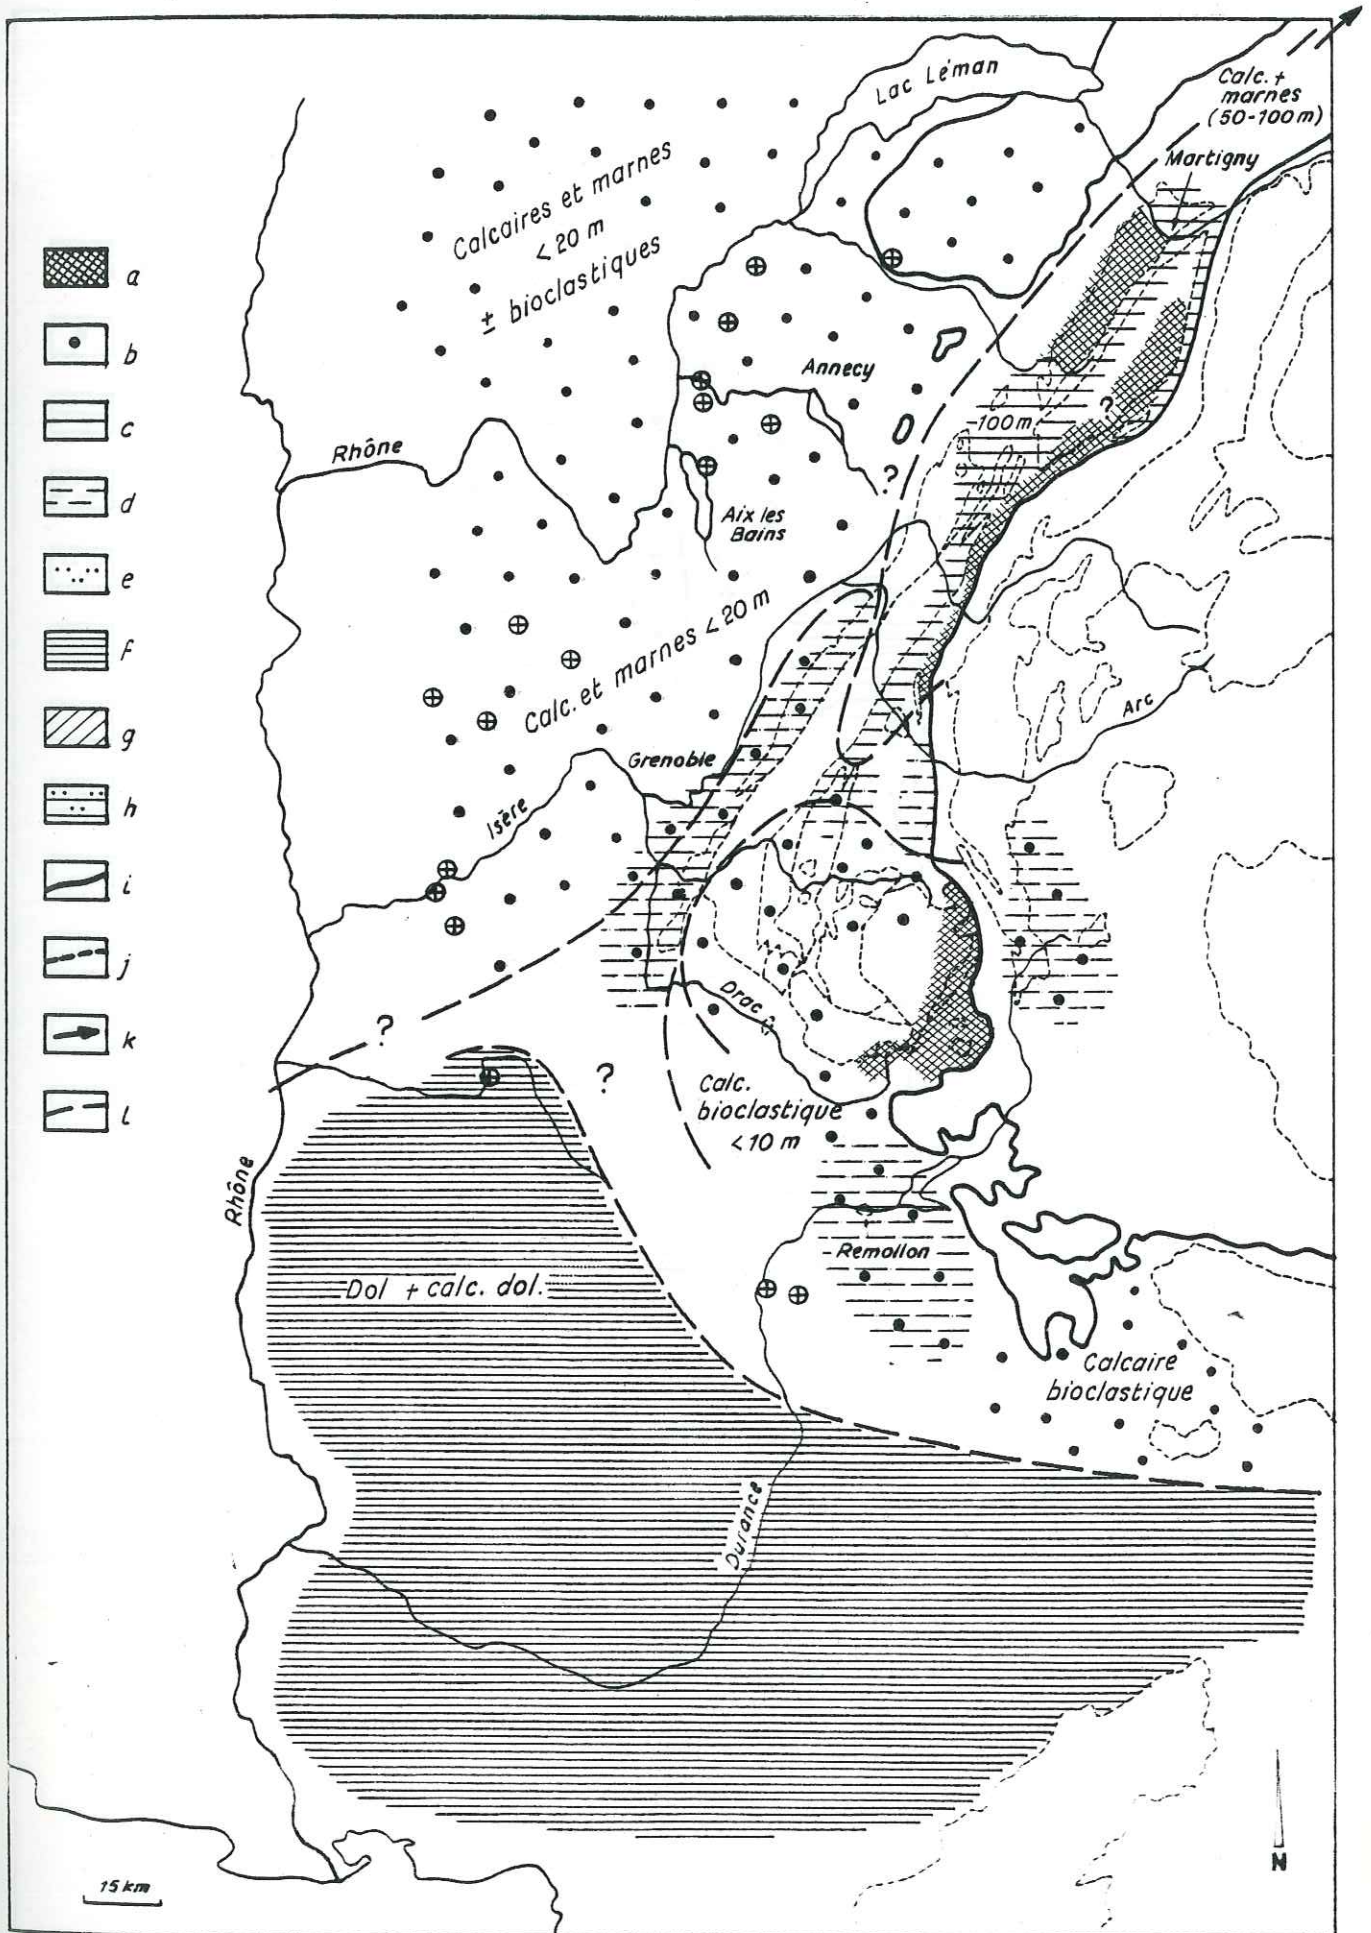 Lac Léman
Calc. +
marnes
(50-100 m)
Martigny
Calcaires et marnes
< 20 m
± bioclastiques
a
b
c
d
e
f
g
h
i
j
k
l
Annecy
?
100 m
Rhône
?
Aix les
Bains
Calc. et marnes < 20 m
Arc
Grenoble
Isère
Drac
?
?
Calc.
bioclastique
< 10 m
Rhône
Remollon
Dol + calc. dol.
Calcaire
bioclastique
Durance
N
15 km